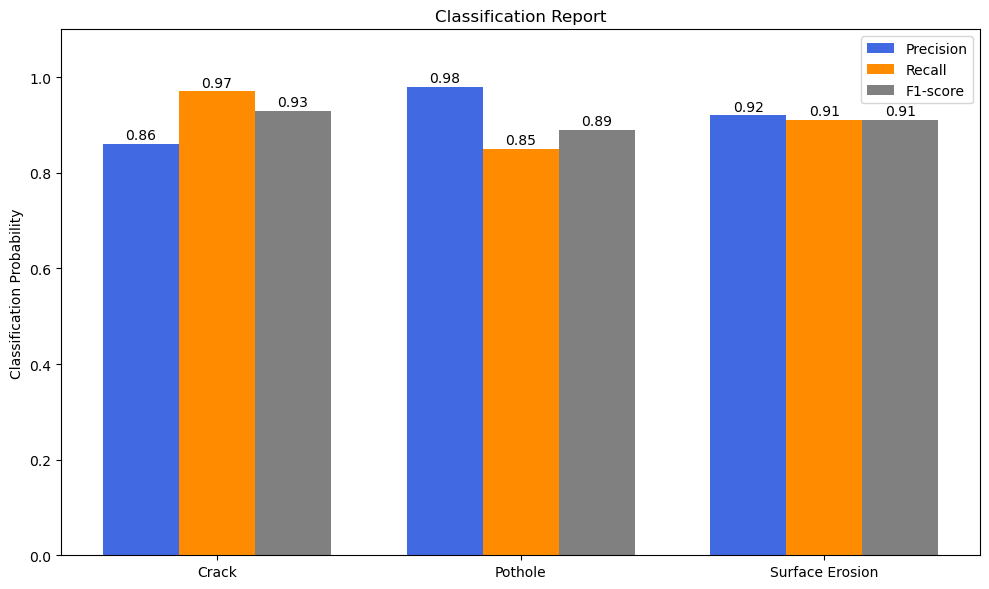 Classification Report
Precision
Recall
F1-score
Classification Probability
1.0
0.8
0.6
0.4
0.2
0.0
0.86
0.97
0.93
0.98
0.85
0.89
0.92
0.91
0.91
Crack
Pothole
Surface Erosion